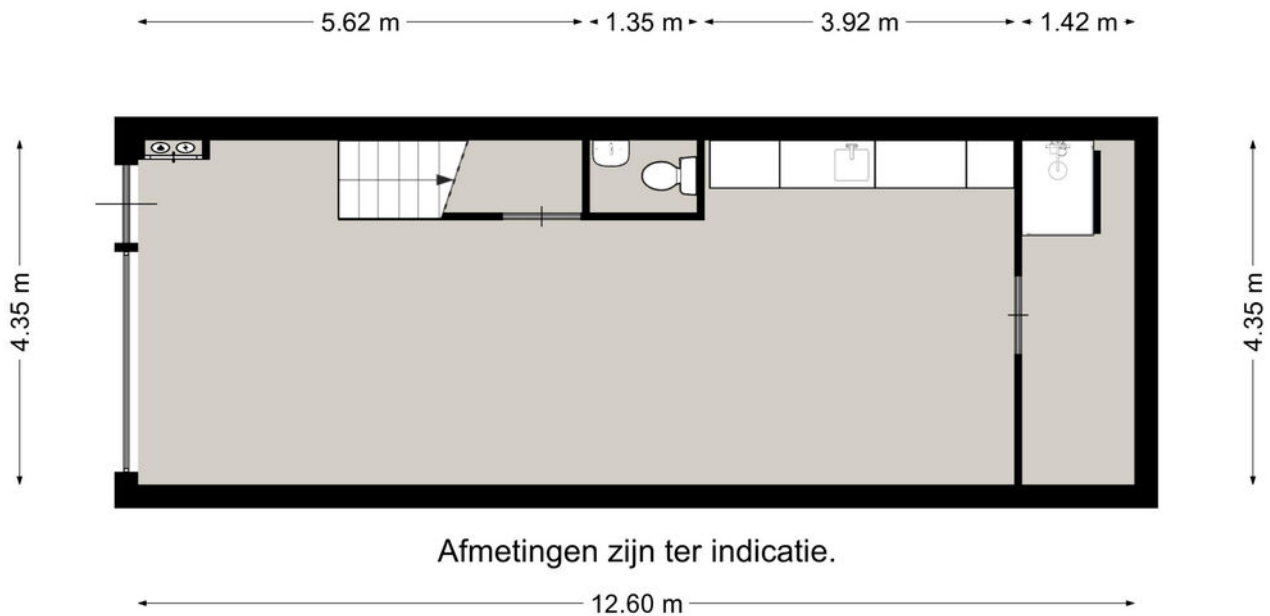 5.62 m 1.35 m 3.92 m 1.42 m
4.35 m
4.35 m
Afmetingen zijn ter indicatie.
12.60 m